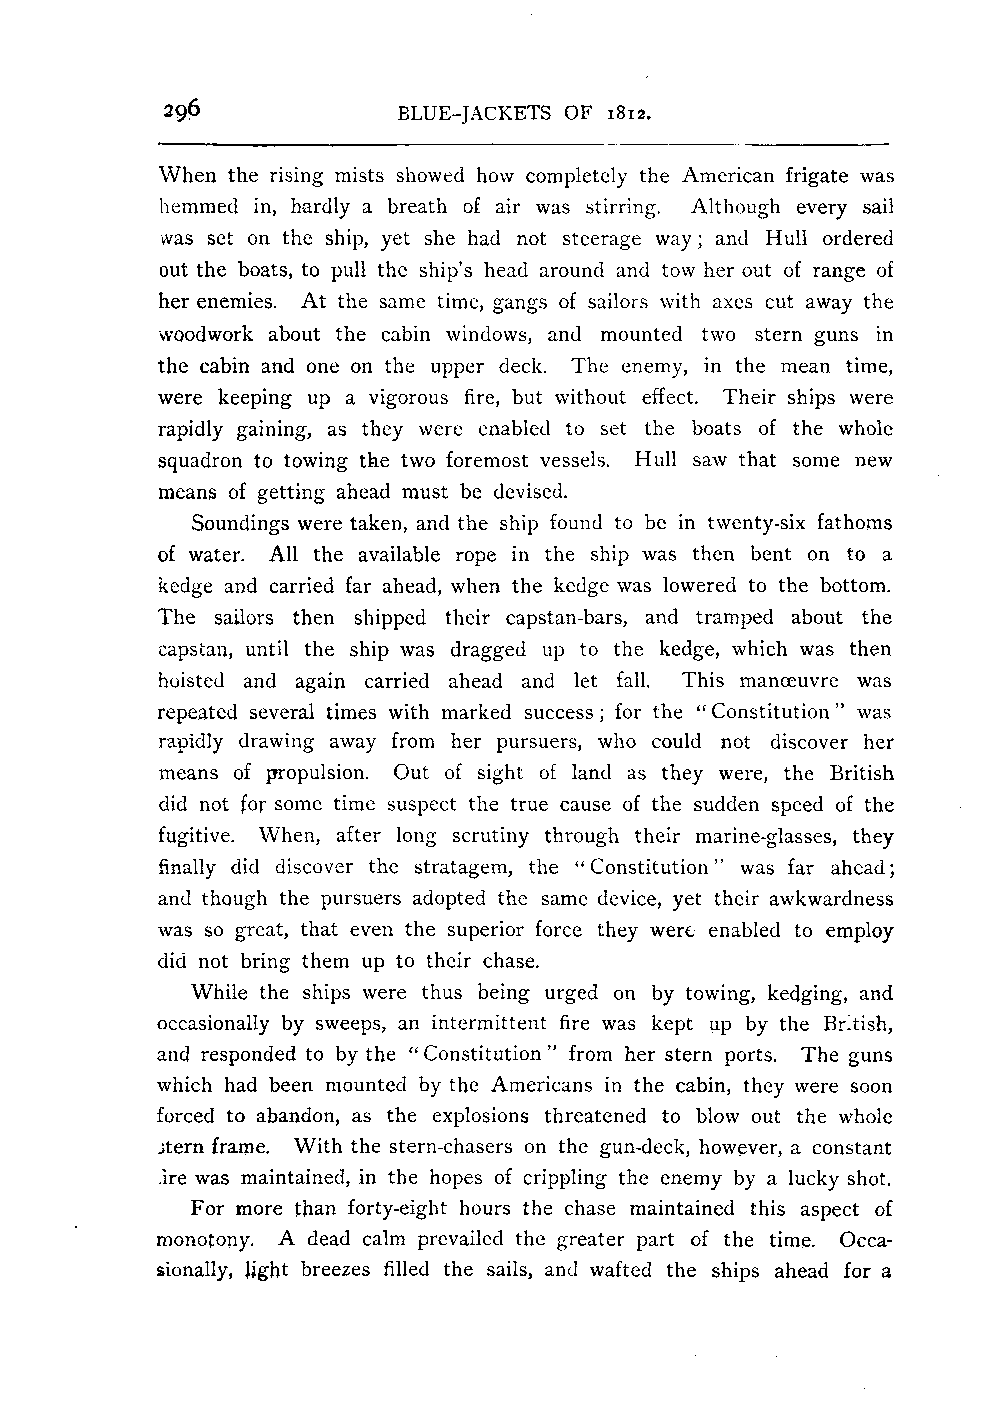 296 BLUE-JACKETS OF 1812.
When the rising mists showed how completely the American frigate was
hemmed in, hardly a breath of air was stirring. Although every sail
was set on the ship, yet she had not steerage way; and Hull ordered
out the boats, to pull the ship's head around and tow her out of range of
her enemies. At the same time, gangs of sailors with axes cut away the
woodwork about the cabin windows, and mounted two stern guns in
the cabin and one on the upper deck. The enemy, in the mean time,
were keeping up a vigorous fire, but without effect. Their ships were
rapidly gaining, as they were enabled to set the boats of the whole
squadron to towing the two foremost vessels. Hull saw that some new
means of getting ahead must be devised.
Soundings were taken, and the ship found to be in twenty-six fathoms
of water. All the available rope in the ship was then bent on to a
kedge and carried far ahead, when the kedge was lowered to the bottom.
The sailors then shipped their capstan-bars, and tramped about the
capstan, until the ship was dragged up to the kedge, which was then
hoisted and again carried ahead and let fall. This manœuvre was
repeated several times with marked success; for the "Constitution" was
rapidly drawing away from her pursuers, who could not discover her
means of propulsion. Out of sight of land as they were, the British
did not for some time suspect the true cause of the sudden speed of the
fugitive. When, after long scrutiny through their marine-glasses, they
finally did discover the stratagem, the "Constitution" was far ahead;
and though the pursuers adopted the same device, yet their awkwardness
was so great, that even the superior force they were enabled to employ
did not bring them up to their chase.
While the ships were thus being urged on by towing, kedging, and
occasionally by sweeps, an intermittent fire was kept up by the British,
and responded to by the "Constitution" from her stern ports. The guns
which had been mounted by the Americans in the cabin, they were soon
forced to abandon, as the explosions threatened to blow out the whole
stern frame. With the stern-chasers on the gun-deck, however, a constant
fire was maintained, in the hopes of crippling the enemy by a lucky shot.
For more than forty-eight hours the chase maintained this aspect of
monotony. A dead calm prevailed the greater part of the time. Occa-
sionally, light breezes filled the sails, and wafted the ships ahead for a